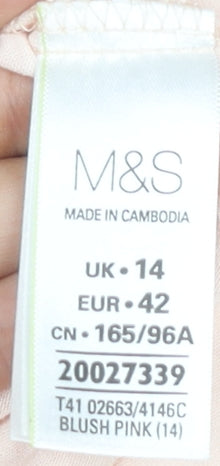 M&S
MADE IN CAMBODIA
UK • 14
EUR • 42
CN • 165/96A
20027339
T41 02663/4146C
BLUSH PINK (14)